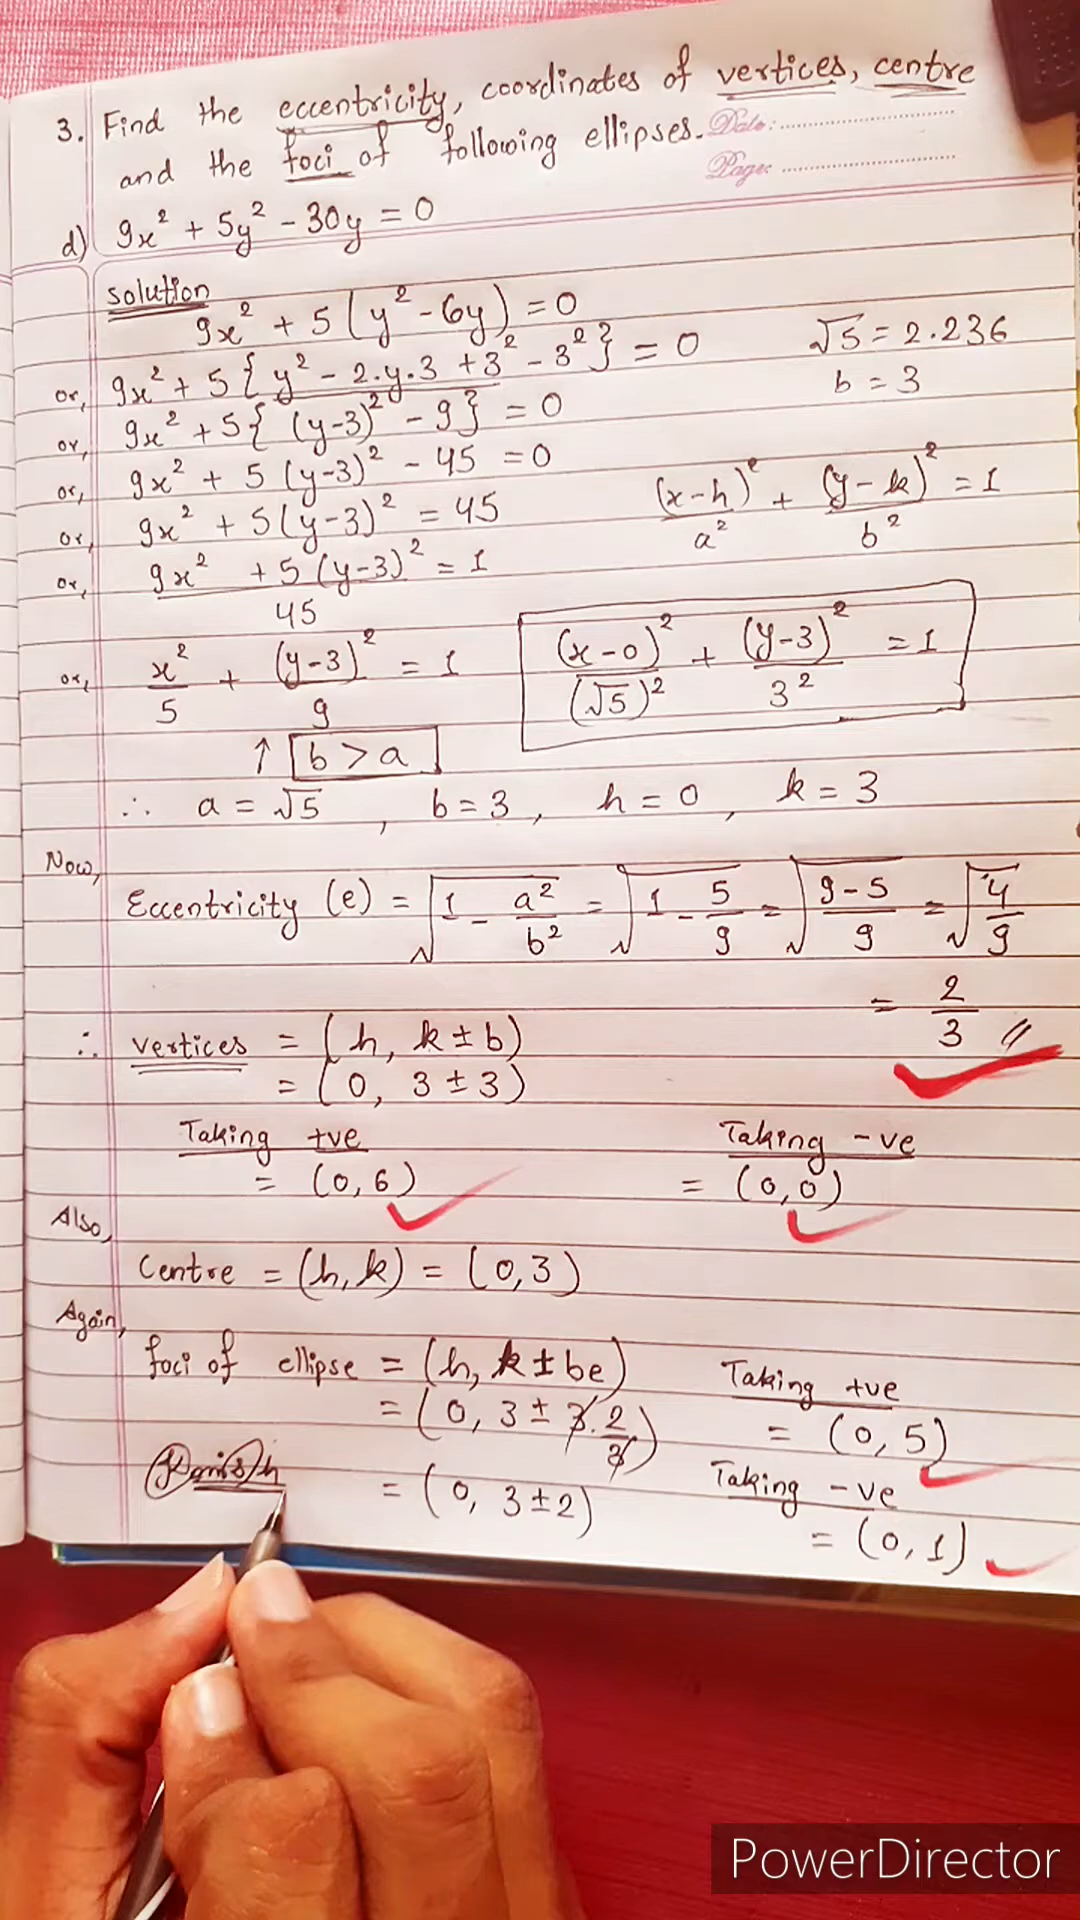 3. Find the eccentricity, coordinates of vertices, centre
and the foci of following ellipses.
Date:
Page:
d) 9x² + 5y² - 30y = 0
solution
9x² + 5(y² - 6y) = 0
or, 9x² + 5{y² - 2.y.3 + 3² - 3²} = 0
√5 = 2.236
b = 3
or, 9x² + 5{(y-3)² - 9} = 0
or, 9x² + 5(y-3)² - 45 = 0
or, 9x² + 5(y-3)² = 45
(x-h)²/a² + (y-k)²/b² = 1
or, 9x² + 5(y-3)²/45 = 1
or, x²/5 + (y-3)²/9 = 1
(x-0)²/(√5)² + (y-3)²/3² = 1
↑ b > a
∴ a = √5, b = 3, h = 0, k = 3
Now,
Eccentricity (e) = √(1 - a²/b²) = √(1 - 5/9) = √((9-5)/9) = √(4/9)
= 2/3 //
∴ vertices = (h, k ± b)
= (0, 3 ± 3)
Taking +ve
= (0, 6)
Taking -ve
= (0, 0)
Also,
Centre = (h, k) = (0, 3)
Again,
foci of ellipse = (h, k ± be)
= (0, 3 ± 3.2/3)
= (0, 3 ± 2)
Taking +ve
= (0, 5)
Taking -ve
= (0, 1)
PowerDirector